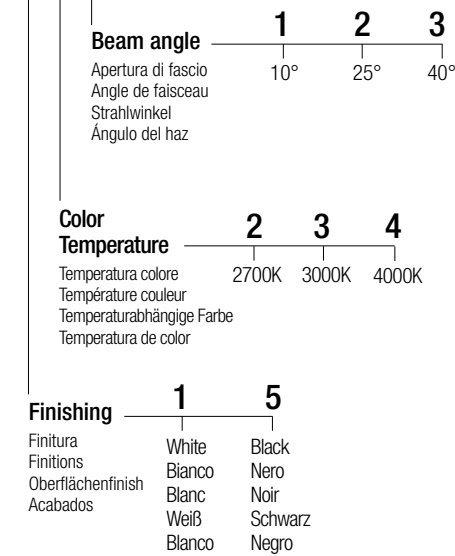 Beam angle 1 2 3
Apertura di fascio 10° 25° 40°
Angle de faisceau
Strahlwinkel
Ángulo del haz
Color
Temperature 2 3 4
Temperatura colore 2700K 3000K 4000K
Température couleur
Temperaturabhängige Farbe
Temperatura de color
Finishing 1 5
Finitura White Black
Finitions Bianco Nero
Oberflächenfinish Blanc Noir
Acabados Weiß Schwarz
Blanco Negro